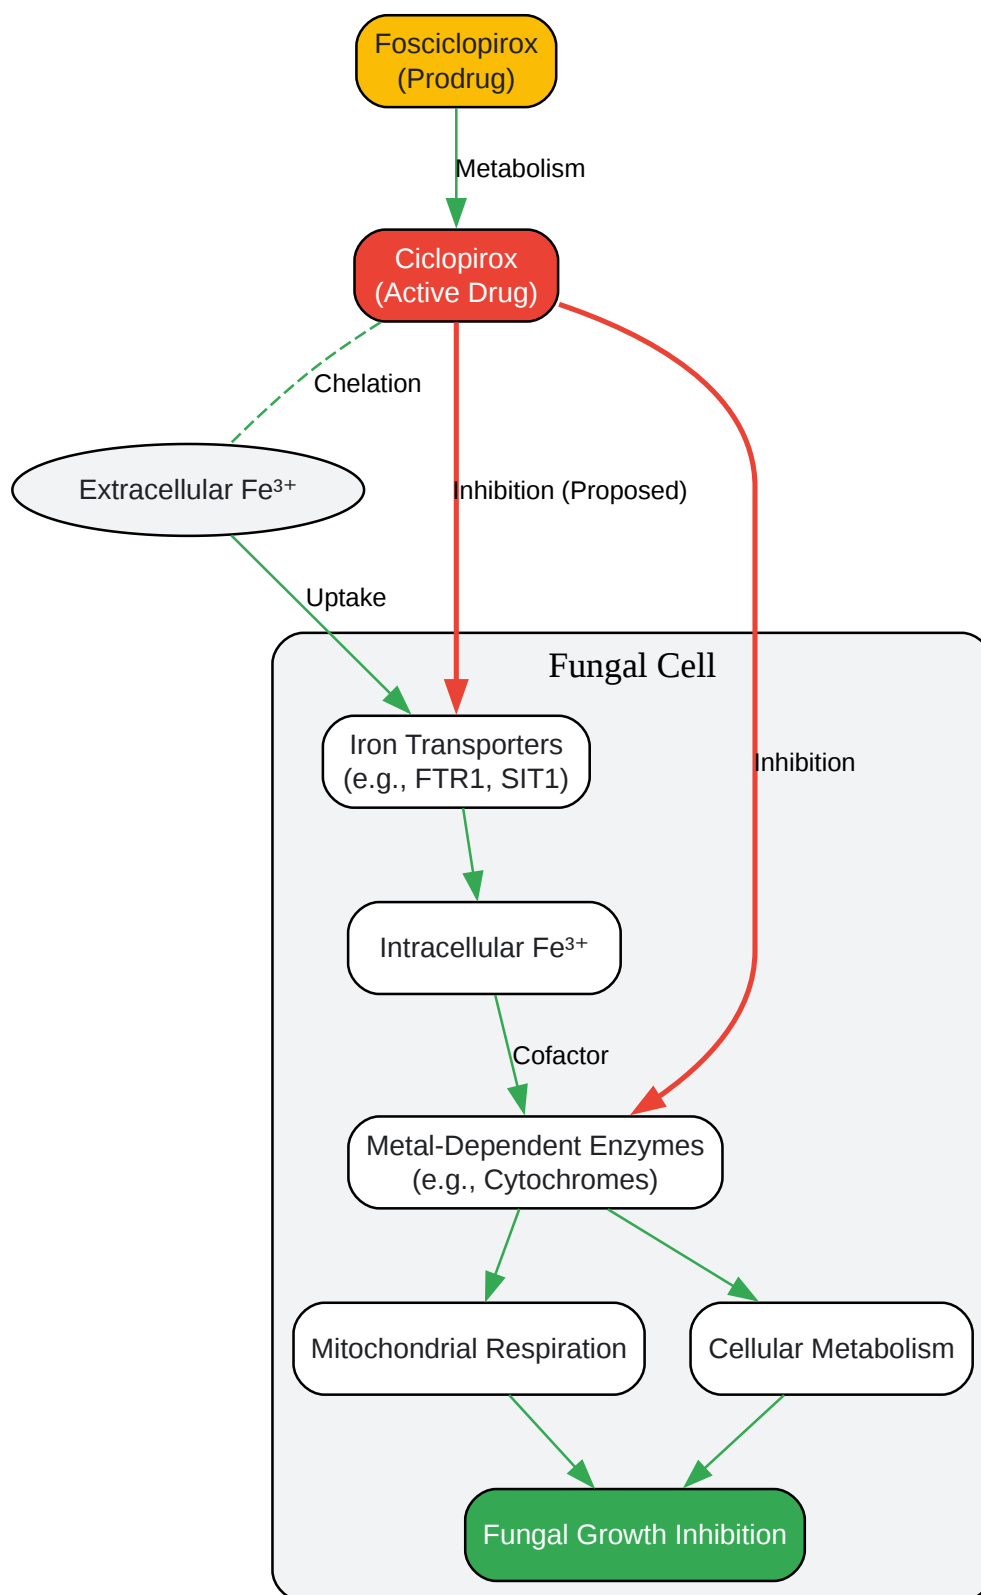 Fosciclopirox
(Prodrug)
Metabolism
Ciclopirox
(Active Drug)
Chelation
Extracellular Fe³⁺
Inhibition (Proposed)
Uptake
Fungal Cell
Iron Transporters
(e.g., FTR1, SIT1)
Inhibition
Intracellular Fe³⁺
Cofactor
Metal-Dependent Enzymes
(e.g., Cytochromes)
Mitochondrial Respiration
Cellular Metabolism
Fungal Growth Inhibition